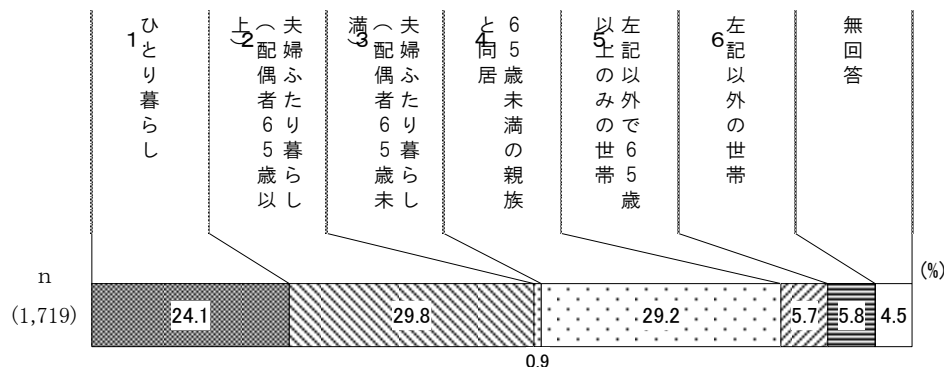 1
ひとり暮らし
2
夫婦ふたり暮らし
（配偶者６５歳以
上）
3
夫婦ふたり暮らし
（配偶者６５歳未
満）
4
６５歳未満の親族
と同居
5
左記以外で６５歳
以上のみの世帯
6
左記以外の世帯
無回答
n
(%)
(1,719)
24.1
29.8
0.9
29.2
5.7
5.8
4.5